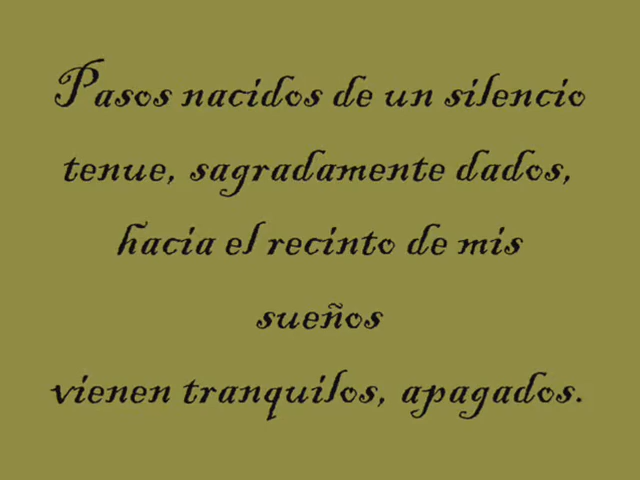 Pasos nacidos de un silencio
tenue, sagradamente dados,
hacia el recinto de mis
sueños
vienen tranquilos, apagados.